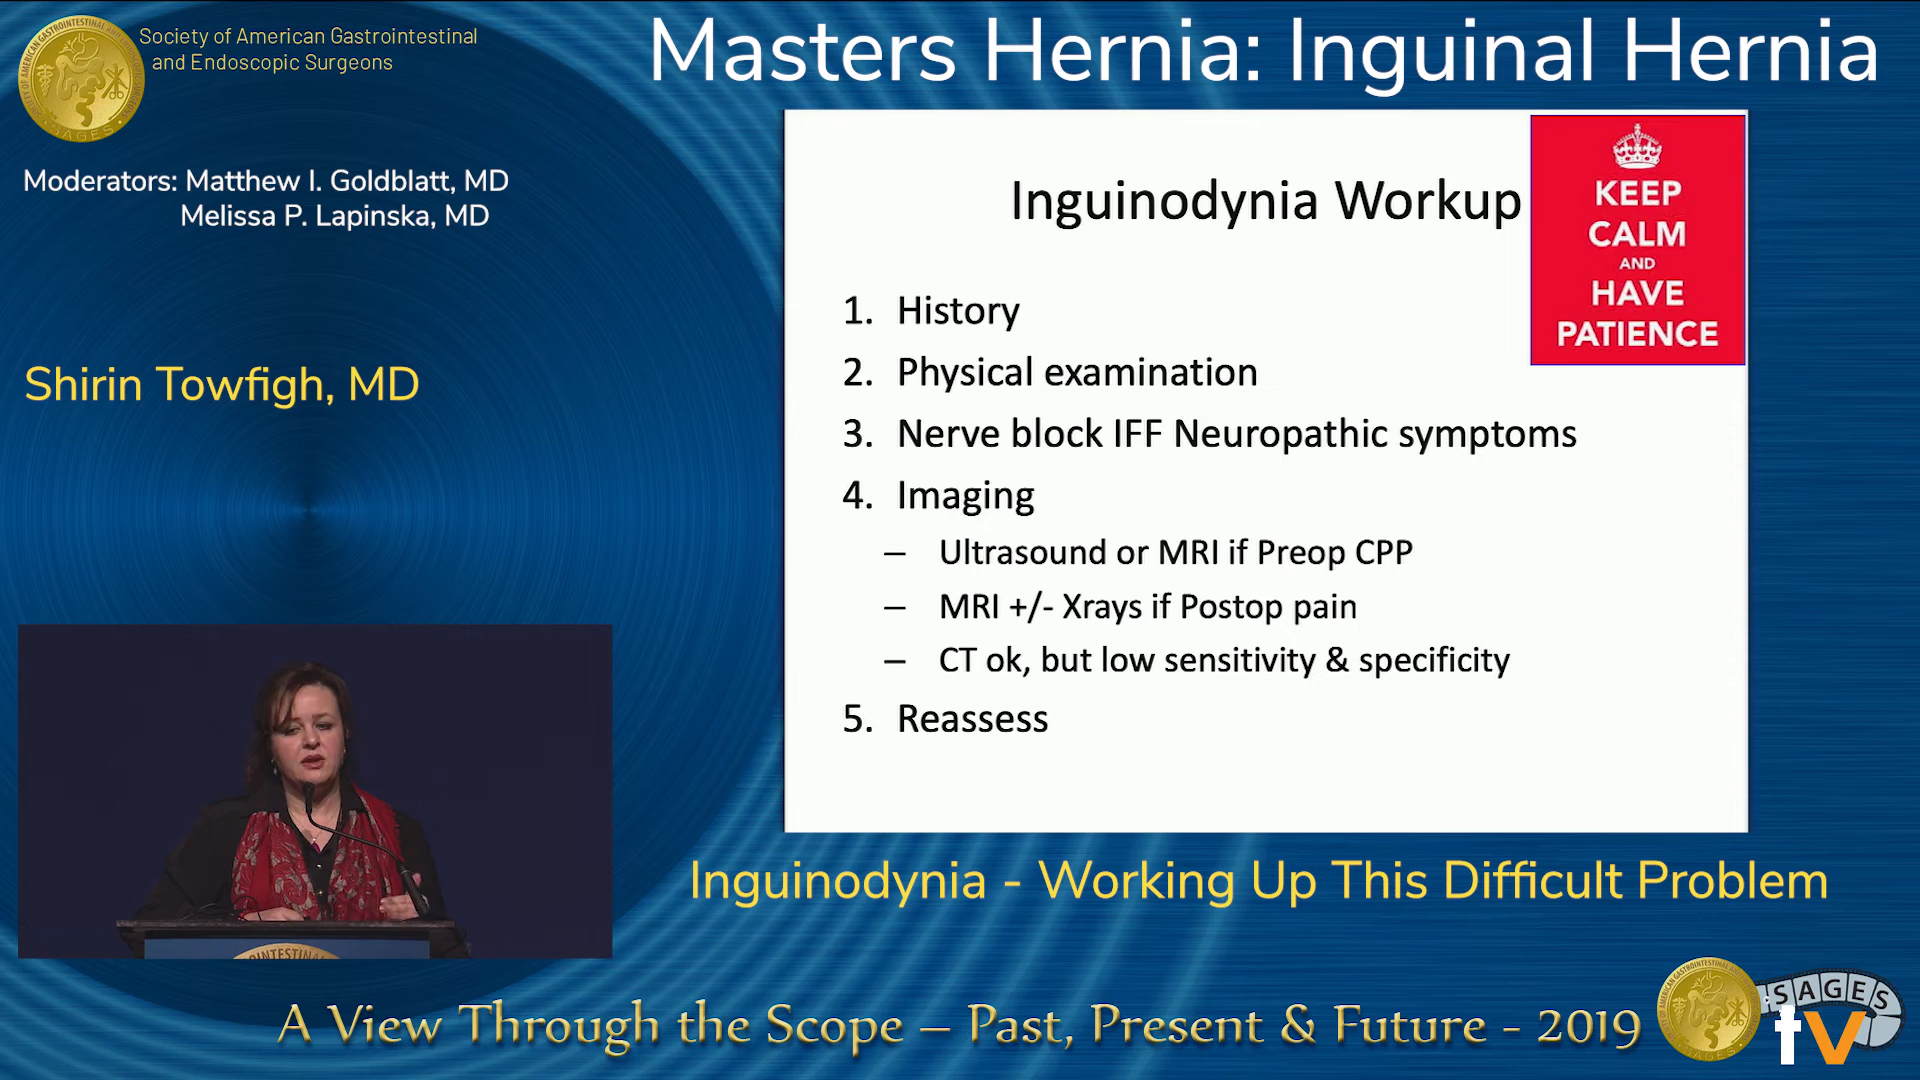 Society of American Gastrointestinal
and Endoscopic Surgeons
Masters Hernia: Inguinal Hernia
Moderators: Matthew I. Goldblatt, MD
Melissa P. Lapinska, MD
Shirin Towfigh, MD
Inguinodynia Workup
KEEP
CALM
AND
HAVE
PATIENCE
1. History
2. Physical examination
3. Nerve block IFF Neuropathic symptoms
4. Imaging
– Ultrasound or MRI if Preop CPP
– MRI +/- Xrays if Postop pain
– CT ok, but low sensitivity & specificity
5. Reassess
Inguinodynia - Working Up This Difficult Problem
A View Through the Scope – Past, Present & Future - 2019
SAGES
tv